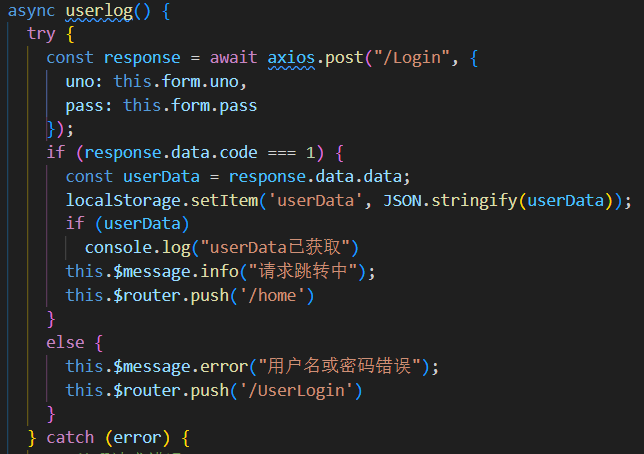 async userlog() {
try {
const response = await axios.post("/Login", {
uno: this.form.uno,
pass: this.form.pass
});
if (response.data.code === 1) {
const userData = response.data.data;
localStorage.setItem('userData', JSON.stringify(userData));
if (userData)
console.log("userData已获取")
this.$message.info("请求跳转中");
this.$router.push('/home')
}
else {
this.$message.error("用户名或密码错误");
this.$router.push('/UserLogin')
}
} catch (error) {